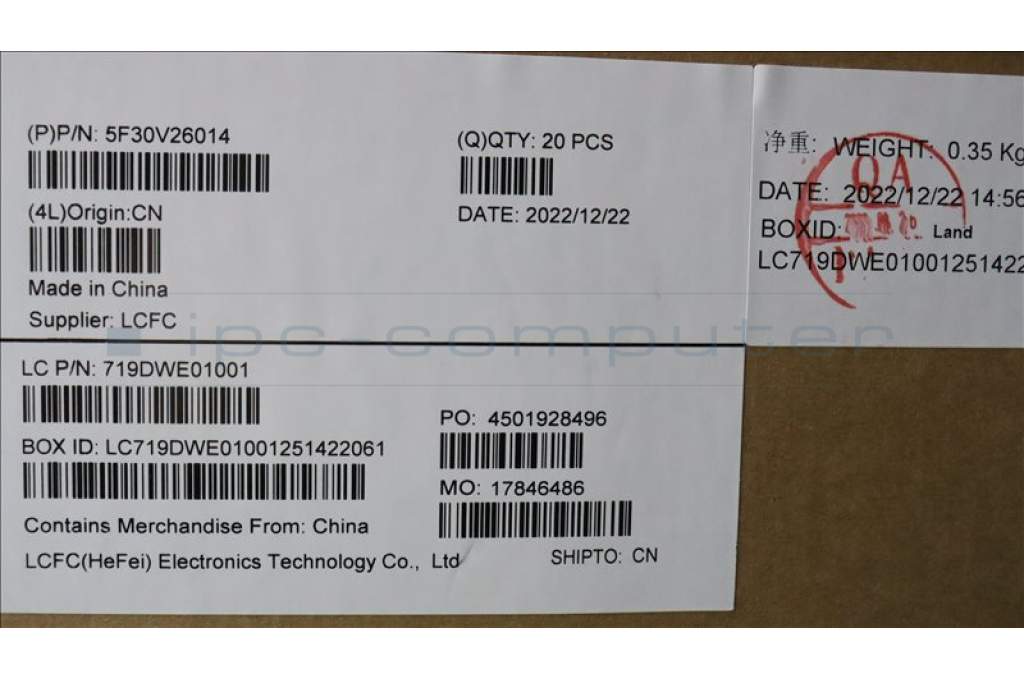 (P)P/N: 5F30V26014
(Q)QTY: 20 PCS
(4L)Origin:CN
DATE: 2022/12/22
Made in China
Supplier: LCFC
净重: WEIGHT: 0.35 Kg
QA
DATE: 2022/12/22 14:56
BOXID: Land
LC719DWE01001251422
ipc-computer
LC P/N: 719DWE01001
PO: 4501928496
BOX ID: LC719DWE01001251422061
MO: 17846486
Contains Merchandise From: China
LCFC(HeFei) Electronics Technology Co., Ltd
SHIPTO: CN